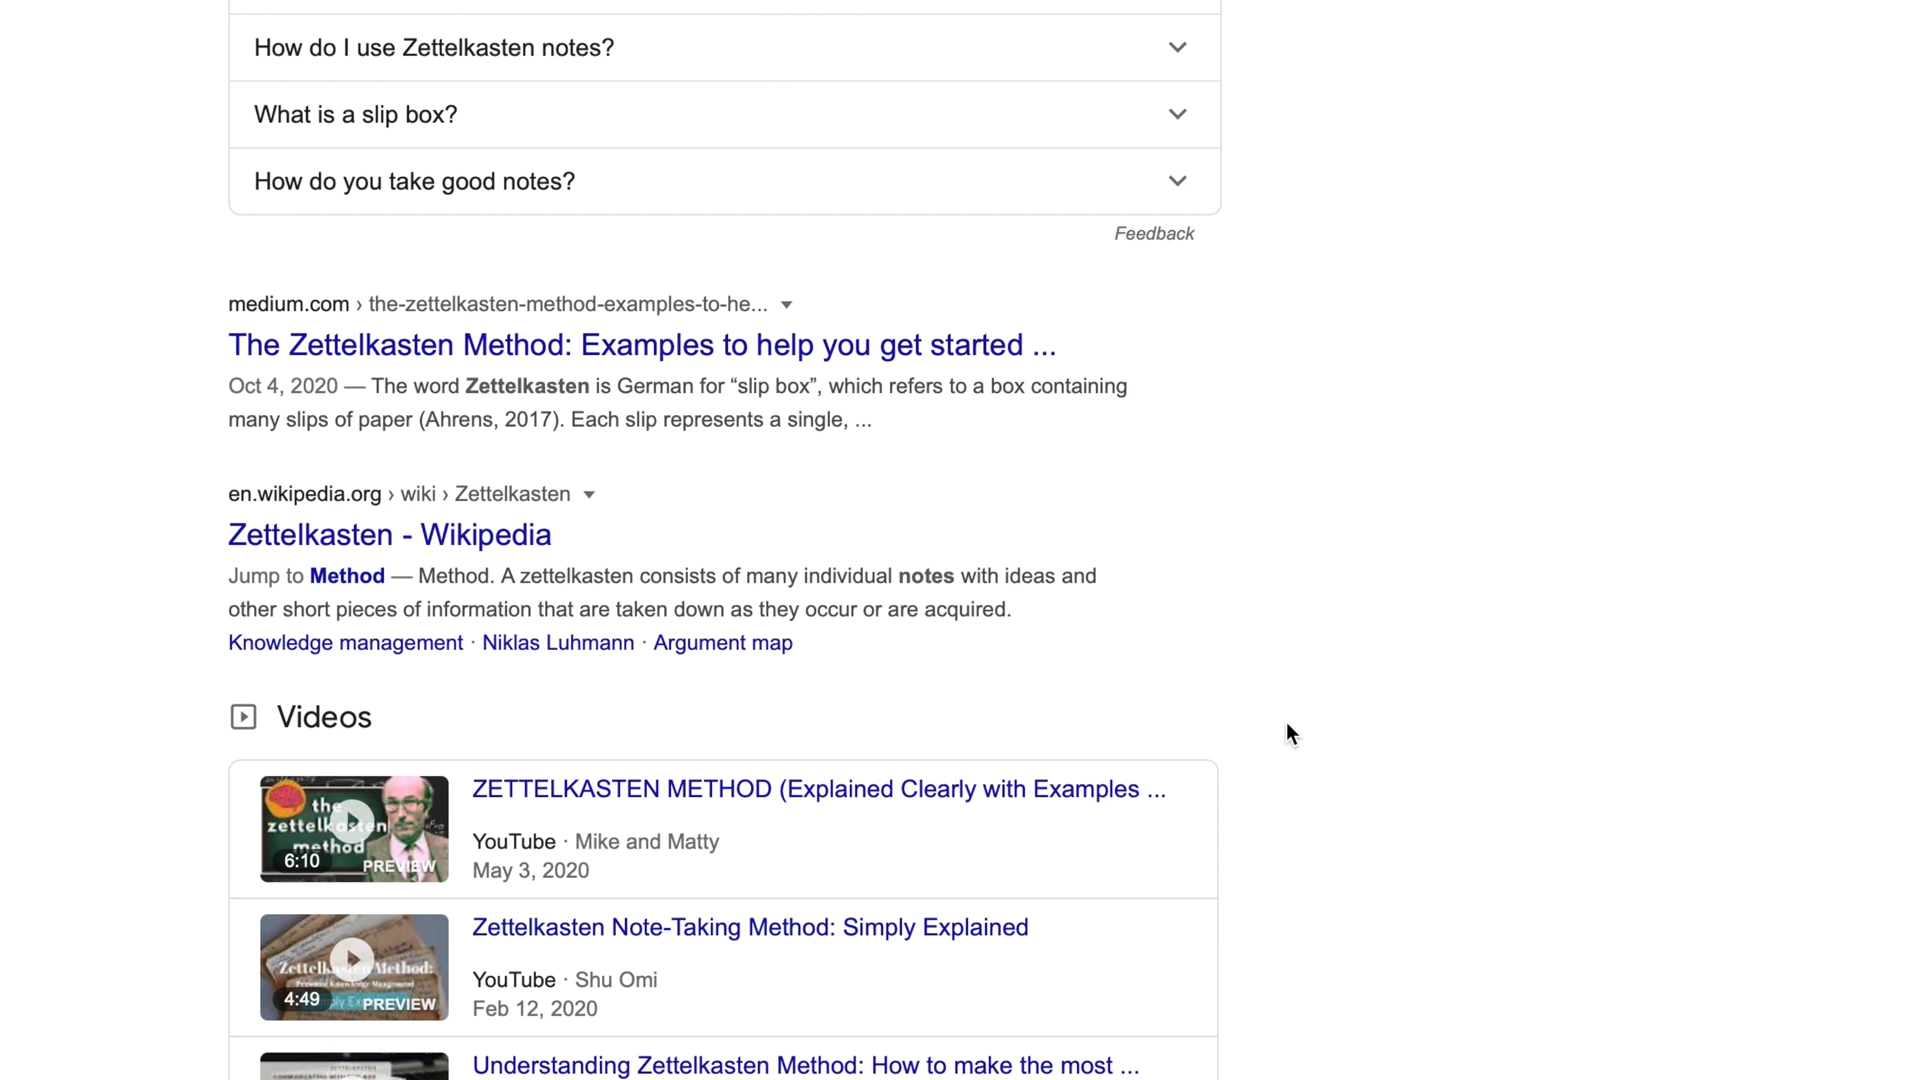 How do I use Zettelkasten notes?
What is a slip box?
How do you take good notes?
Feedback
medium.com › the-zettelkasten-method-examples-to-he...
The Zettelkasten Method: Examples to help you get started ...
Oct 4, 2020 — The word Zettelkasten is German for “slip box”, which refers to a box containing
many slips of paper (Ahrens, 2017). Each slip represents a single, ...
en.wikipedia.org › wiki › Zettelkasten
Zettelkasten - Wikipedia
Jump to Method — Method. A zettelkasten consists of many individual notes with ideas and
other short pieces of information that are taken down as they occur or are acquired.
Knowledge management · Niklas Luhmann · Argument map
Videos
the
zettelkasten
method
6:10 PREVIEW
ZETTELKASTEN METHOD (Explained Clearly with Examples ...
YouTube · Mike and Matty
May 3, 2020
Zettelkasten Method:
4:49 PREVIEW
Zettelkasten Note-Taking Method: Simply Explained
YouTube · Shu Omi
Feb 12, 2020
Understanding Zettelkasten Method: How to make the most ...